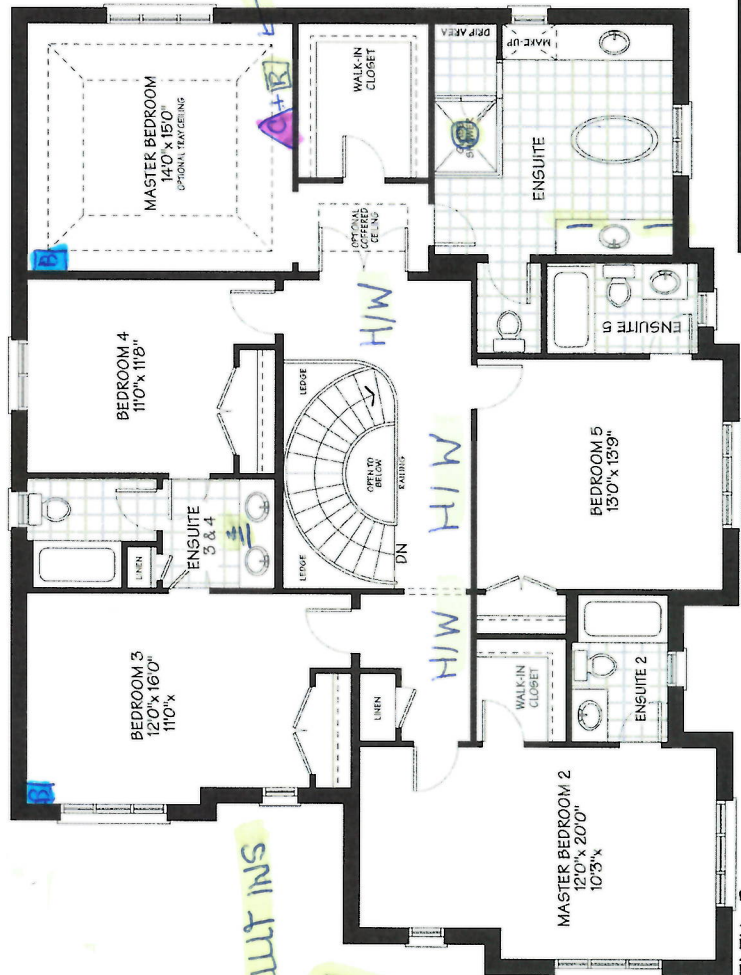 MASTER BEDROOM
14'0" x 15'0"
OPTIONAL TRAY CEILING
B
C+R
WALK-IN
CLOSET
DRIP AREA
MAKE-UP
ENSUITE
OPTIONAL
COFFERED
CEILING
BEDROOM 4
11'0" x 11'8"
H/W
ENSUITE 5
LEDGE
OPEN TO
BELOW
RAILING
DN
LEDGE
H/W
BEDROOM 5
13'0" x 13'9"
ENSUITE
3 & 4
LINEN
BEDROOM 3
12'0" x 16'0"
11'0"x
B
LINEN
H/W
WALK-IN
CLOSET
ENSUITE 2
MASTER BEDROOM 2
12'0" x 20'0"
10'3"x
INS